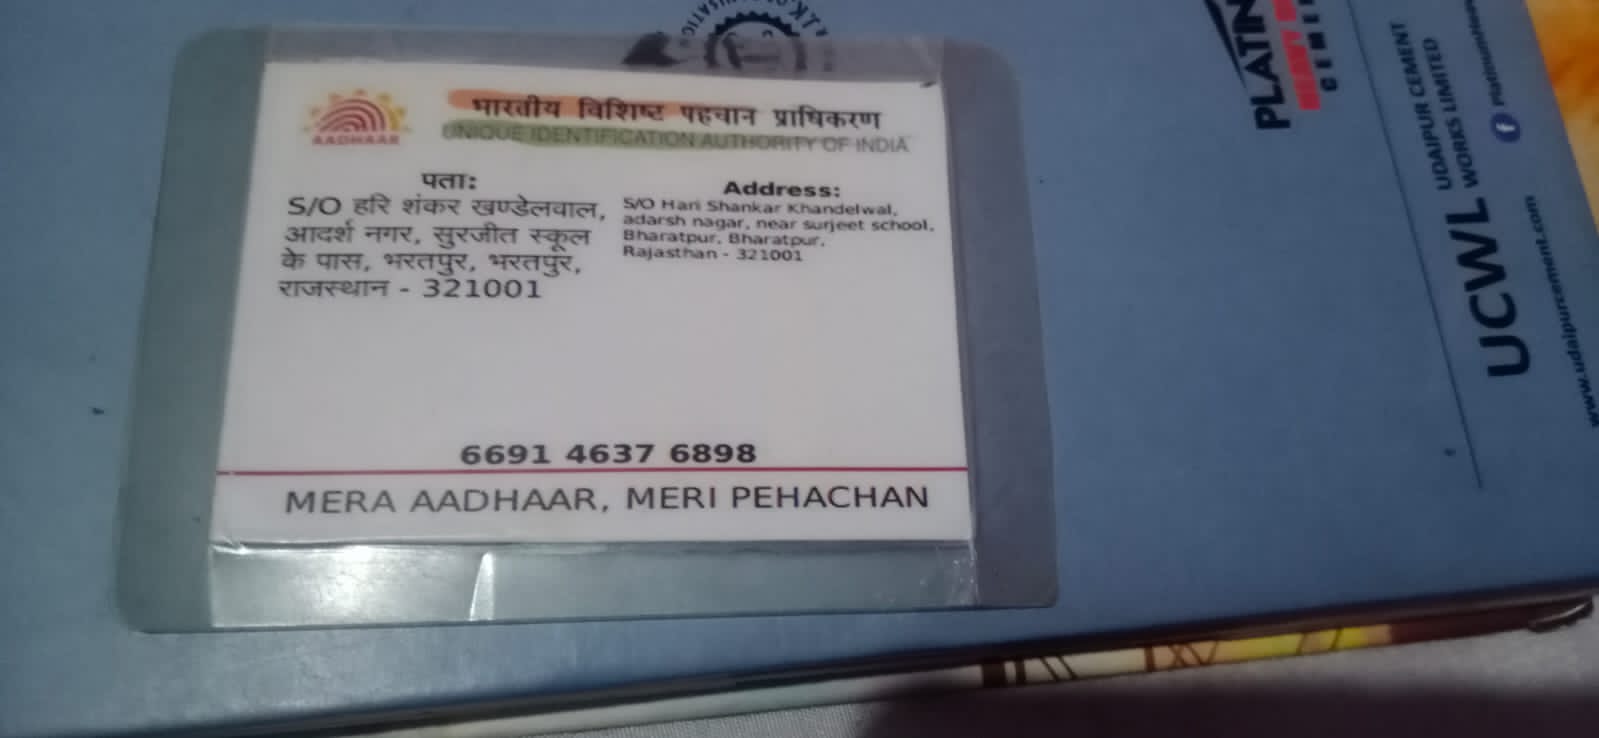 AADHAAR
भारतीय विशिष्ट पहचान प्राधिकरण
UNIQUE IDENTIFICATION AUTHORITY OF INDIA
पता:
S/O हरि शंकर खण्डेलवाल,
आदर्श नगर, सुरजीत स्कूल
के पास, भरतपुर, भरतपुर,
राजस्थान - 321001
Address:
S/O Hari Shankar Khandelwal,
adarsh nagar, near surjeet school,
Bharatpur, Bharatpur,
Rajasthan - 321001
6691 4637 6898
MERA AADHAAR, MERI PEHACHAN
HEAVY
UCWL
UDAIPUR CEMENT
WORKS LIMITED
www.udaipurcement.com